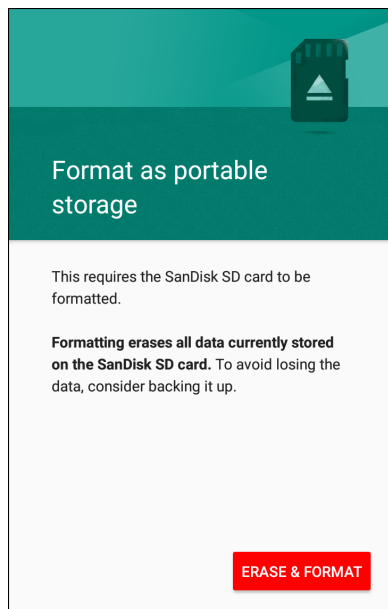 Format as portable
storage
This requires the SanDisk SD card to be
formatted.
Formatting erases all data currently stored
on the SanDisk SD card. To avoid losing the
data, consider backing it up.
ERASE & FORMAT